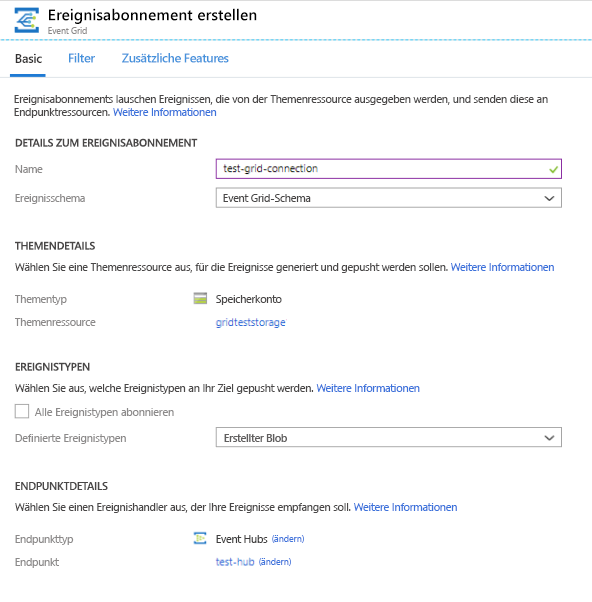 Ereignisabonnement erstellen
Event Grid
Basic Filter Zusätzliche Features
Ereignisabonnements lauschen Ereignissen, die von der Themenressource ausgegeben werden, und senden diese an
Endpunktressourcen. Weitere Informationen
DETAILS ZUM EREIGNISABONNEMENT
Name test-grid-connection
Ereignisschema Event Grid-Schema
THEMENDETAILS
Wählen Sie eine Themenressource aus, für die Ereignisse generiert und gepusht werden sollen. Weitere Informationen
Thementyp Speicherkonto
Themenressource gridteststorage
EREIGNISTYPEN
Wählen Sie aus, welche Ereignistypen an Ihr Ziel gepusht werden. Weitere Informationen
Alle Ereignistypen abonnieren
Definierte Ereignistypen Erstellter Blob
ENDPUNKTDETAILS
Wählen Sie einen Ereignishandler aus, der Ihre Ereignisse empfangen soll. Weitere Informationen
Endpunkttyp Event Hubs (ändern)
Endpunkt test-hub (ändern)